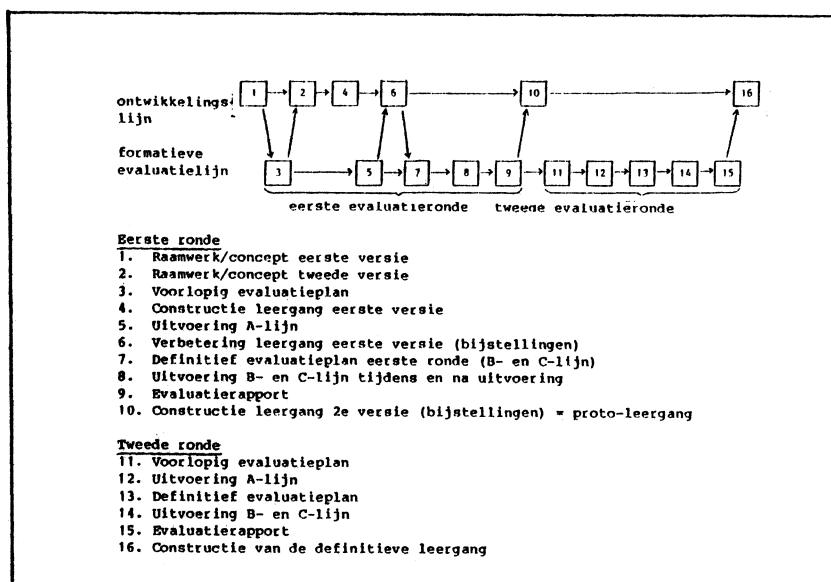 ontwikkelings- 1 2 4 6 10 16
lijn
formatieve
evaluatielijn 3 5 7 8 9 11 12 13 14 15
eerste evaluatieronde tweede evaluatieronde
Eerste ronde
1. Raamwerk/concept eerste versie
2. Raamwerk/concept tweede versie
3. Voorlopig evaluatieplan
4. Constructie leergang eerste versie
5. Uitvoering A-lijn
6. Verbetering leergang eerste versie (bijstellingen)
7. Definitief evaluatieplan eerste ronde (B- en C-lijn)
8. Uitvoering B- en C-lijn tijdens en na uitvoering
9. Evaluatierapport
10. Constructie leergang 2e versie (bijstellingen) = proto-leergang
Tweede ronde
11. Voorlopig evaluatieplan
12. Uitvoering A-lijn
13. Definitief evaluatieplan
14. Uitvoering B- en C-lijn
15. Evaluatierapport
16. Constructie van de definitieve leergang